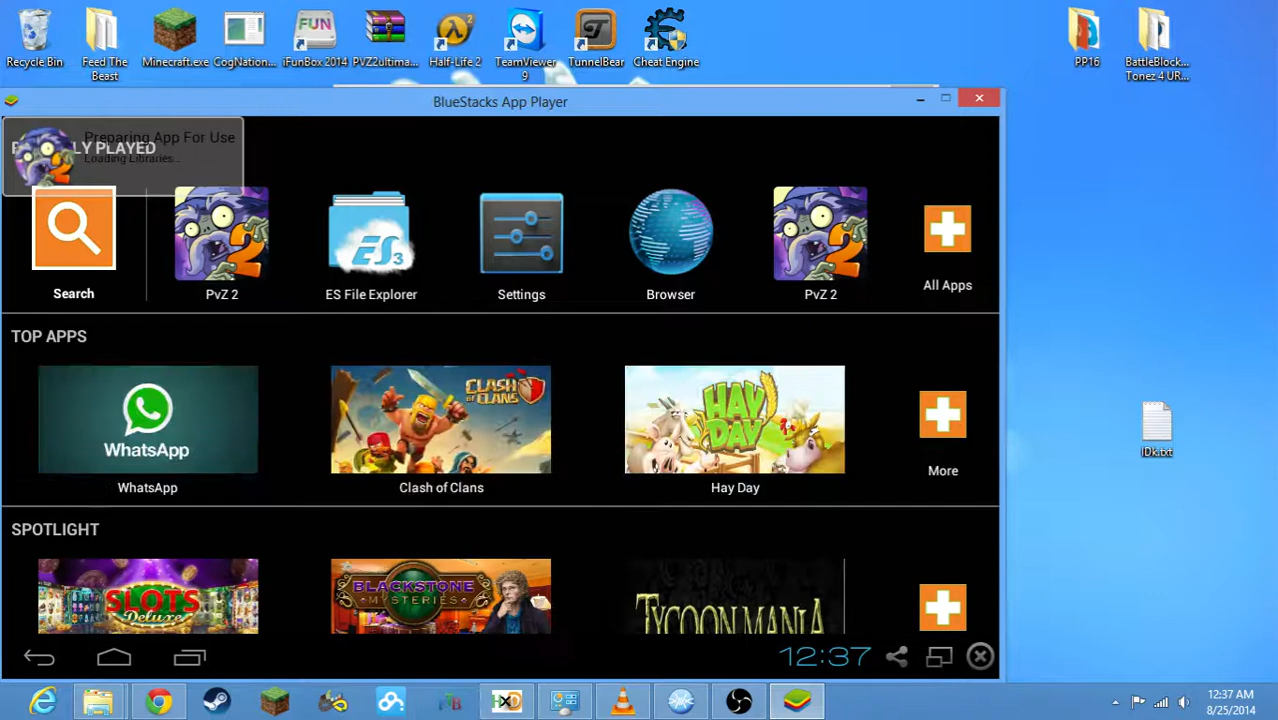 Recycle Bin
Feed The
Beast
Minecraft.exe
CogNation...
FUN
iFunBox 2014
PVZ2ultima...
Half-Life 2
TeamViewer
9
TunnelBear
Cheat Engine
PP16
BattleBlock...
Tonez 4 UR...
BlueStacks App Player
Preparing App For Use
LY PLAYED
Loading Libraries...
2
Search
PvZ 2
ES 3
ES File Explorer
Settings
Browser
PvZ 2
All Apps
TOP APPS
WhatsApp
WhatsApp
CLASH OF CLANS
Clash of Clans
HAY DAY
Hay Day
More
IDk.txt
SPOTLIGHT
SLOTS
Deluxe
BLACKSTONE
MYSTERIES
TYCOON MANIA
12:37
HxD
12:37 AM
8/25/2014